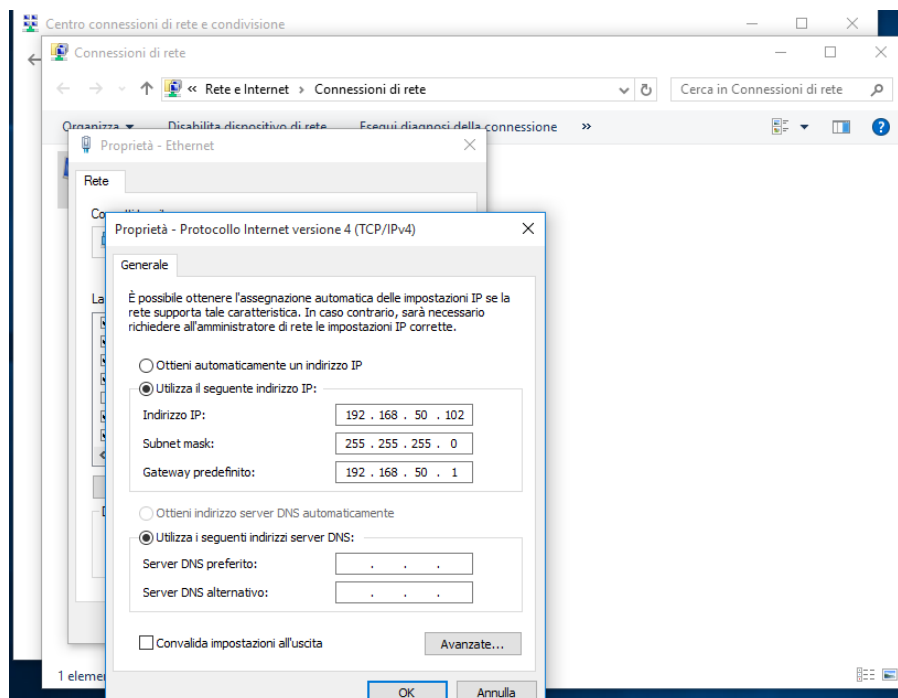 Centro connessioni di rete e condivisione
Connessioni di rete
« Rete e Internet › Connessioni di rete
Cerca in Connessioni di rete
Organizza Disabilita dispositivo di rete Esegui diagnosi della connessione »
Proprietà - Ethernet
Rete
Proprietà - Protocollo Internet versione 4 (TCP/IPv4)
Generale
È possibile ottenere l'assegnazione automatica delle impostazioni IP se la
rete supporta tale caratteristica. In caso contrario, sarà necessario
richiedere all'amministratore di rete le impostazioni IP corrette.
Ottieni automaticamente un indirizzo IP
Utilizza il seguente indirizzo IP:
Indirizzo IP: 192 . 168 . 50 . 102
Subnet mask: 255 . 255 . 255 . 0
Gateway predefinito: 192 . 168 . 50 . 1
Ottieni indirizzo server DNS automaticamente
Utilizza i seguenti indirizzi server DNS:
Server DNS preferito: . . .
Server DNS alternativo: . . .
Convalida impostazioni all'uscita
Avanzate...
1 eleme
OK Annulla